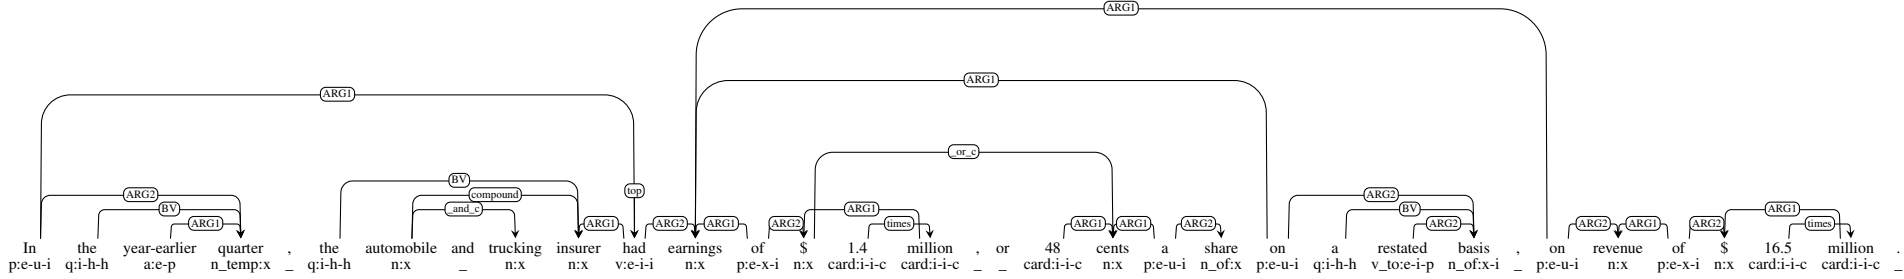 ARG1
ARG1
ARG1
_or_c
BV
top
ARG2 compound ARG2
BV _and_c ARG1 BV ARG1
ARG1 ARG1 ARG2 ARG1 ARG2 times ARG1 ARG1 ARG2 ARG2 ARG2 ARG1 ARG2 times
In the year-earlier quarter , the automobile and trucking insurer had earnings of $ 1.4 million , or 48 cents a share on a restated basis , on revenue of $ 16.5 million .
p:e-u-i q:i-h-h a:e-p n_temp:x _ q:i-h-h n:x _ n:x n:x v:e-i-i n:x p:e-x-i n:x card:i-i-c card:i-i-c _ _ card:i-i-c n:x p:e-u-i n_of:x p:e-u-i q:i-h-h v_to:e-i-p n_of:x-i _ p:e-u-i n:x p:e-x-i n:x card:i-i-c card:i-i-c _